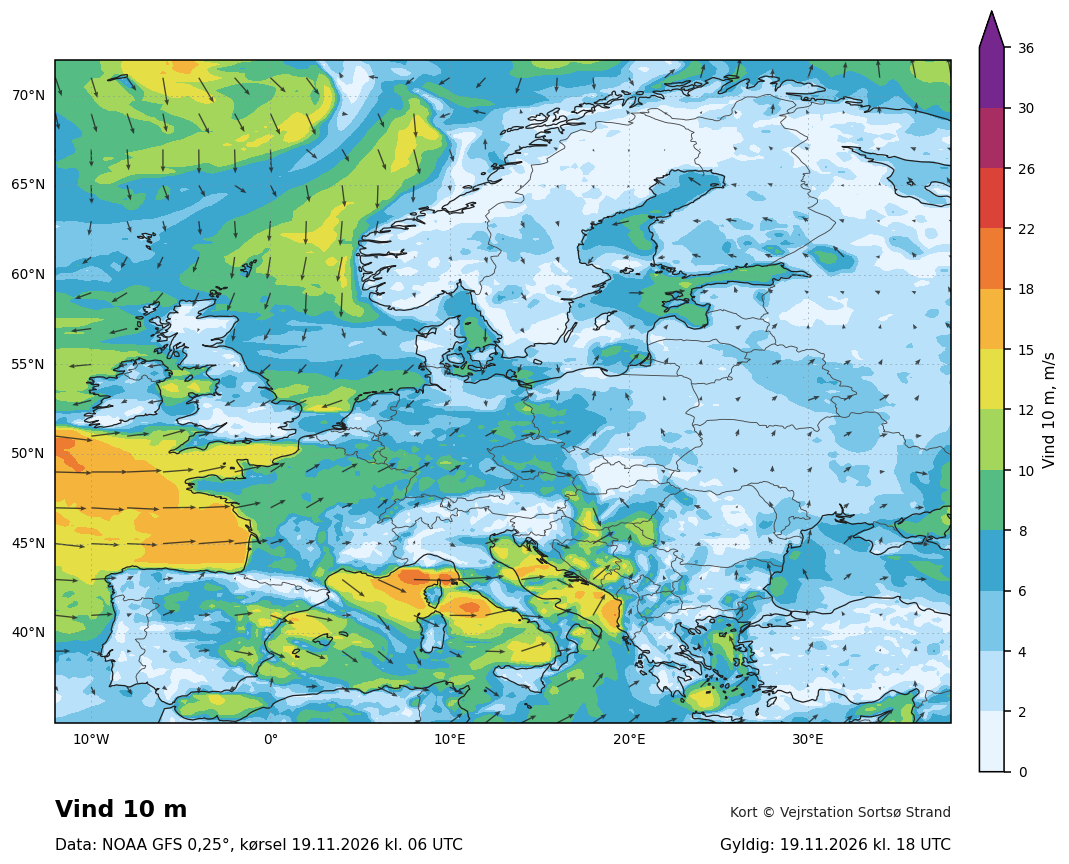 70°N
65°N
60°N
55°N
50°N
45°N
40°N
10°W
0°
10°E
20°E
30°E
36
30
26
22
18
15
12
10
8
6
4
2
0
Vind 10 m, m/s
Vind 10 m
Kort © Vejrstation Sortsø Strand
Data: NOAA GFS 0,25°, kørsel 19.11.2026 kl. 06 UTC
Gyldig: 19.11.2026 kl. 18 UTC